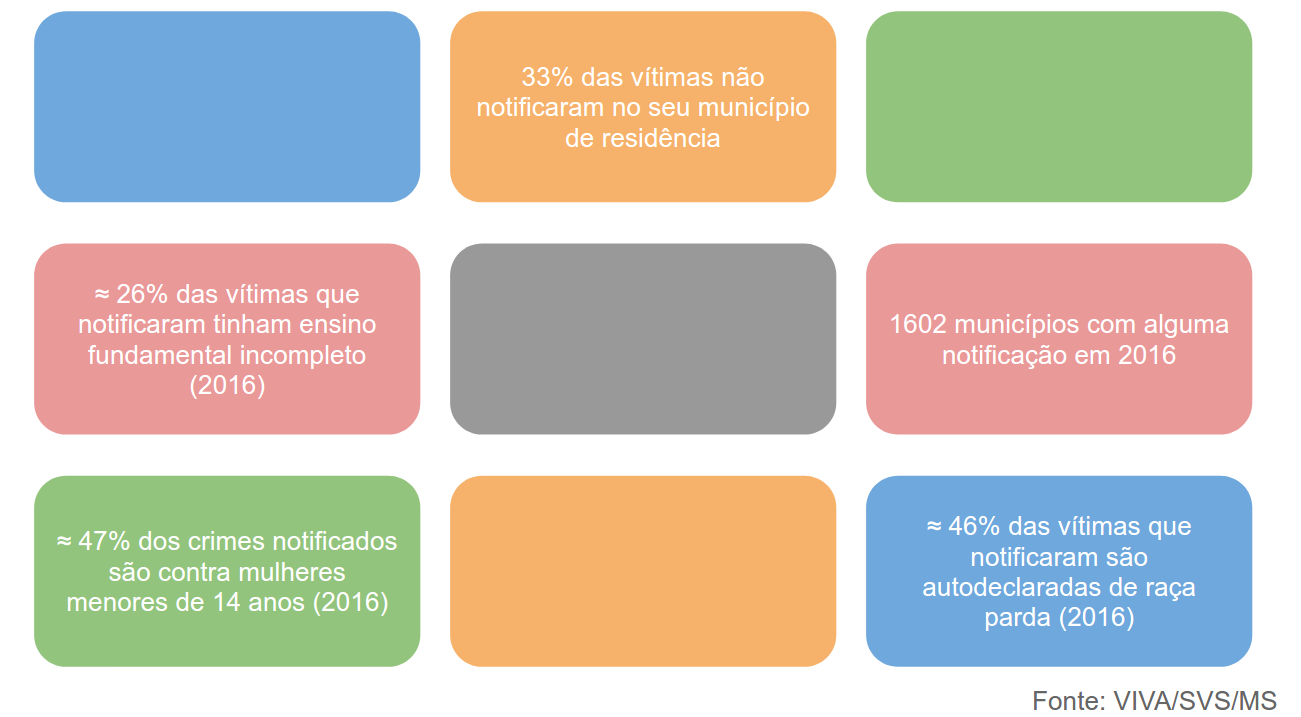 33% das vítimas não
notificaram no seu município
de residência
≈ 26% das vítimas que
notificaram tinham ensino
fundamental incompleto
(2016)
1602 municípios com alguma
notificação em 2016
≈ 47% dos crimes notificados
são contra mulheres
menores de 14 anos (2016)
≈ 46% das vítimas que
notificaram são
autodeclaradas de raça
parda (2016)
Fonte: VIVA/SVS/MS